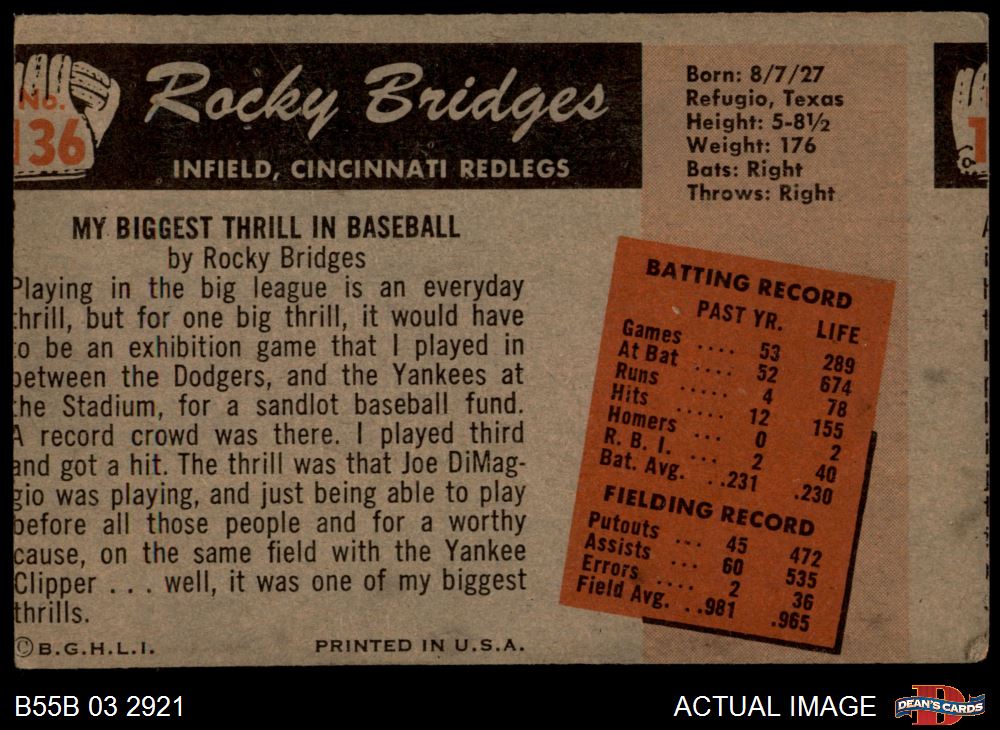 No.
136
Rocky Bridges
INFIELD, CINCINNATI REDLEGS
Born: 8/7/27
Refugio, Texas
Height: 5-8½
Weight: 176
Bats: Right
Throws: Right
1
MY BIGGEST THRILL IN BASEBALL
by Rocky Bridges
Playing in the big league is an everyday
thrill, but for one big thrill, it would have
to be an exhibition game that I played in
between the Dodgers, and the Yankees at
the Stadium, for a sandlot baseball fund.
A record crowd was there. I played third
and got a hit. The thrill was that Joe DiMag-
gio was playing, and just being able to play
before all those people and for a worthy
cause, on the same field with the Yankee
Clipper . . . well, it was one of my biggest
thrills.
©B.G.H.L.I.
PRINTED IN U.S.A.
BATTING RECORD
PAST YR. LIFE
Games .... 53 289
At Bat .... 52 674
Runs ..... 4 78
Hits ..... 12 155
Homers ... 0 2
R. B. I. ... 2 40
Bat. Avg. ..231 .230
FIELDING RECORD
Putouts ... 45 472
Assists ... 60 535
Errors .... 2 36
Field Avg. ..981 .965
B55B 03 2921
ACTUAL IMAGE
D
DEAN'S CARDS